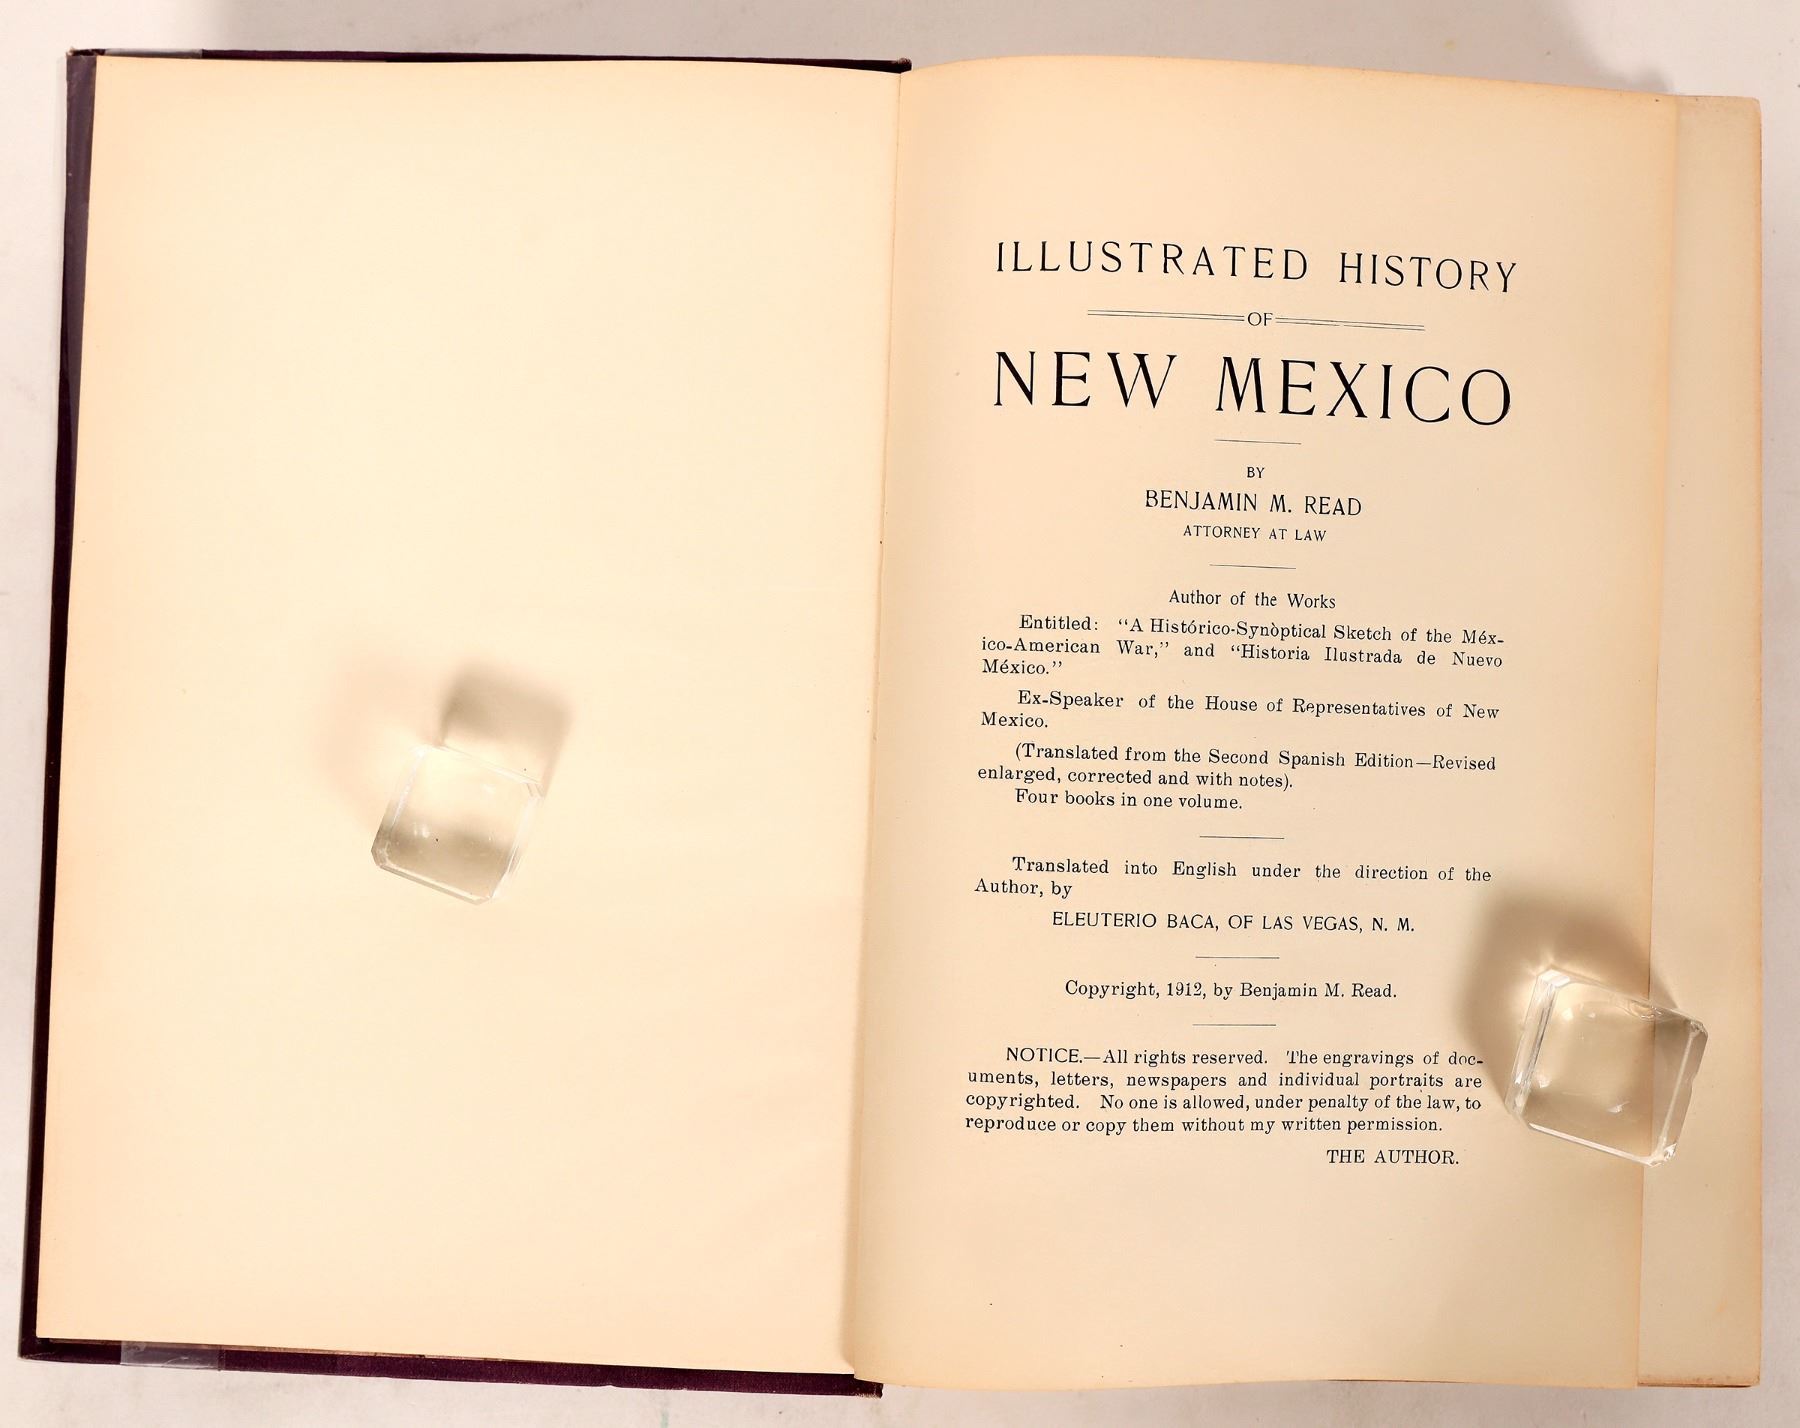 ILLUSTRATED HISTORY
OF
NEW MEXICO
BY
BENJAMIN M. READ
ATTORNEY AT LAW
Author of the Works
Entitled: “A Histórico-Synòptical Sketch of the Méx-
ico-American War,” and “Historia Ilustrada de Nuevo
México.”
Ex-Speaker of the House of Representatives of New
Mexico.
(Translated from the Second Spanish Edition—Revised
enlarged, corrected and with notes).
Four books in one volume.
Translated into English under the direction of the
Author, by
ELEUTERIO BACA, OF LAS VEGAS, N. M.
Copyright, 1912, by Benjamin M. Read.
NOTICE.—All rights reserved. The engravings of doc-
uments, letters, newspapers and individual portraits are
copyrighted. No one is allowed, under penalty of the law, to
reproduce or copy them without my written permission.
THE AUTHOR.